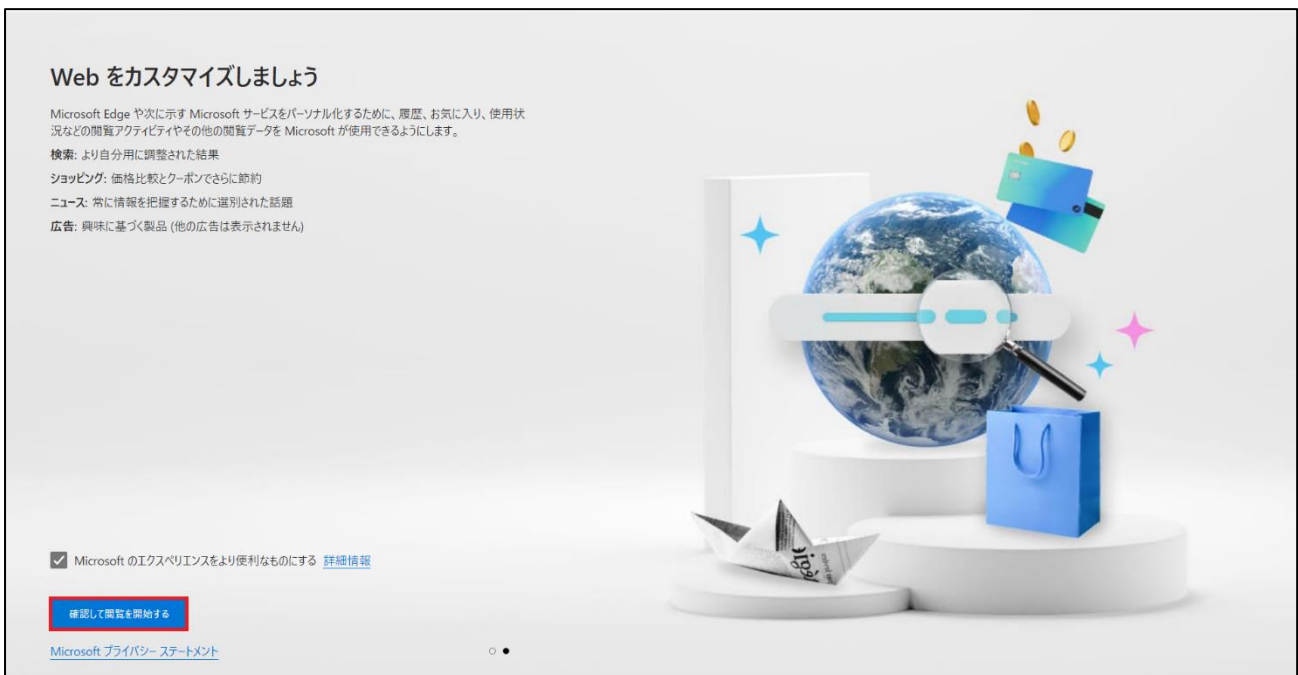 Web をカスタマイズしましょう
Microsoft Edge や次に示す Microsoft サービスをパーソナル化するために、履歴、お気に入り、使用状
況などの閲覧アクティビティやその他の閲覧データを Microsoft が使用できるようにします。
検索: より自分用に調整された結果
ショッピング: 価格比較とクーポンでさらに節約
ニュース: 常に情報を把握するために選別された話題
広告: 興味に基づく製品 (他の広告は表示されません)
Microsoft のエクスペリエンスをより便利なものにする 詳細情報
確認して閲覧を開始する
Microsoft プライバシー ステートメント